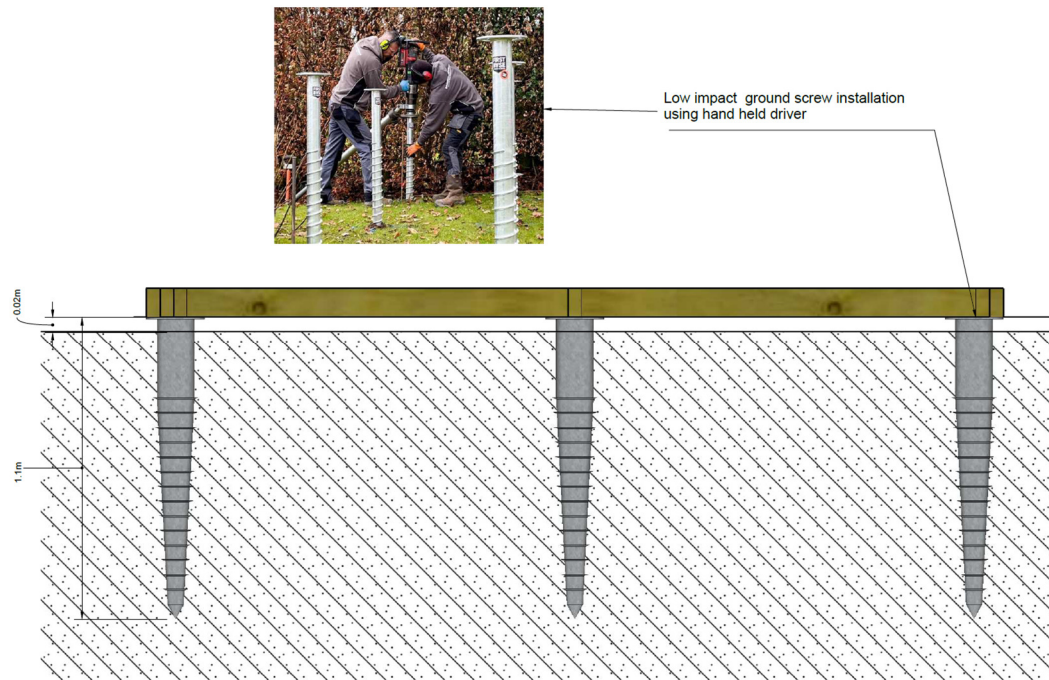 Low impact ground screw installation
using hand held driver
0.02m
1.1m